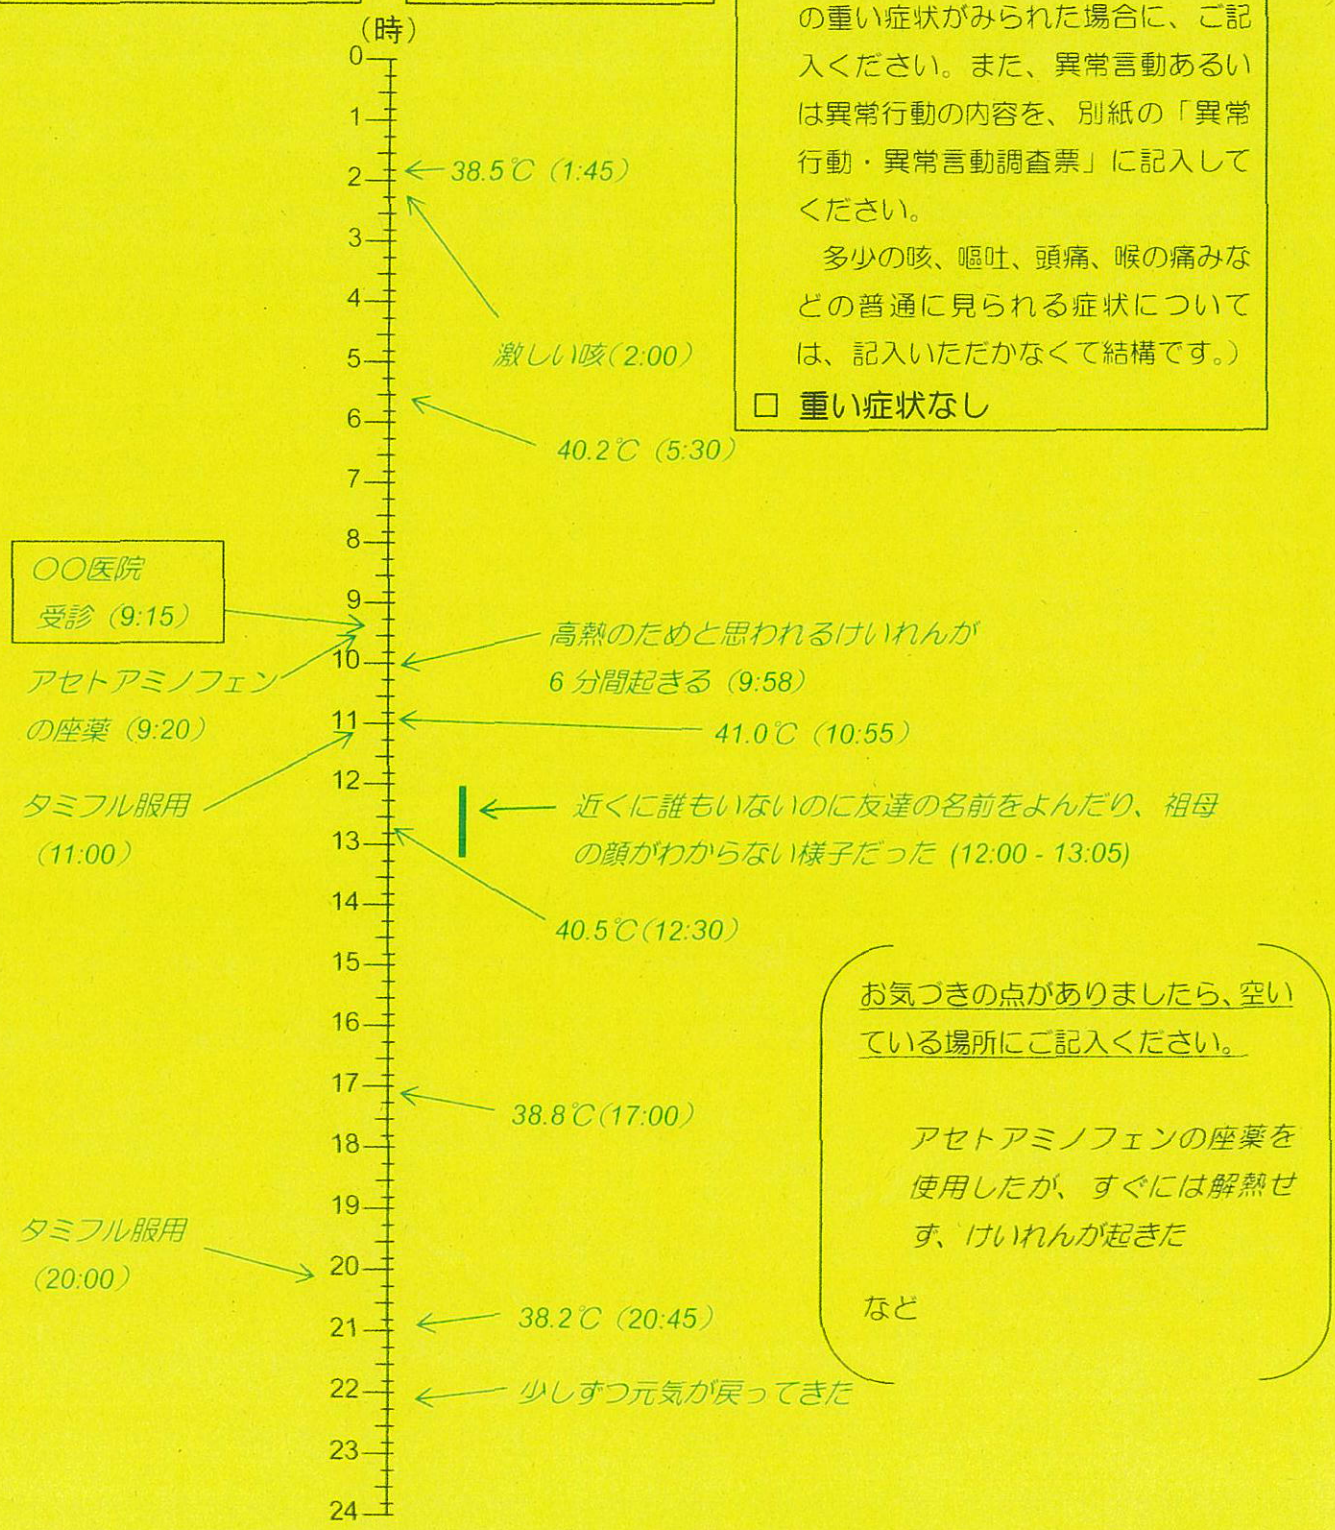 の重い症状がみられた場合に、ご記
入ください。また、異常言動あるい
は異常行動の内容を、別紙の「異常
行動・異常言動調査票」に記入して
ください。
多少の咳、嘔吐、頭痛、喉の痛みな
どの普通に見られる症状について
は、記入いただかなくて結構です。）
□ 重い症状なし
（時）
0
1
2
3
4
5
6
7
8
9
10
11
12
13
14
15
16
17
18
19
20
21
22
23
24
38.5℃（1:45）
激しい咳（2:00）
40.2℃（5:30）
〇〇医院
受診（9:15）
アセトアミノフェン
の座薬（9:20）
高熱のためと思われるけいれんが
6 分間起きる（9:58）
41.0℃（10:55）
タミフル服用
（11:00）
近くに誰もいないのに友達の名前をよんだり、祖母
の顔がわからない様子だった (12:00 - 13:05)
40.5℃(12:30）
38.8℃(17:00）
タミフル服用
（20:00）
38.2℃（20:45）
少しずつ元気が戻ってきた
お気づきの点がありましたら、空い
ている場所にご記入ください。
アセトアミノフェンの座薬を
使用したが、すぐには解熱せ
ず、けいれんが起きた
など